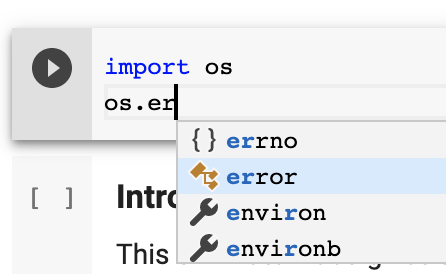 import os
os.er
{} errno
error
environ
environb
[ ]
Intro
This